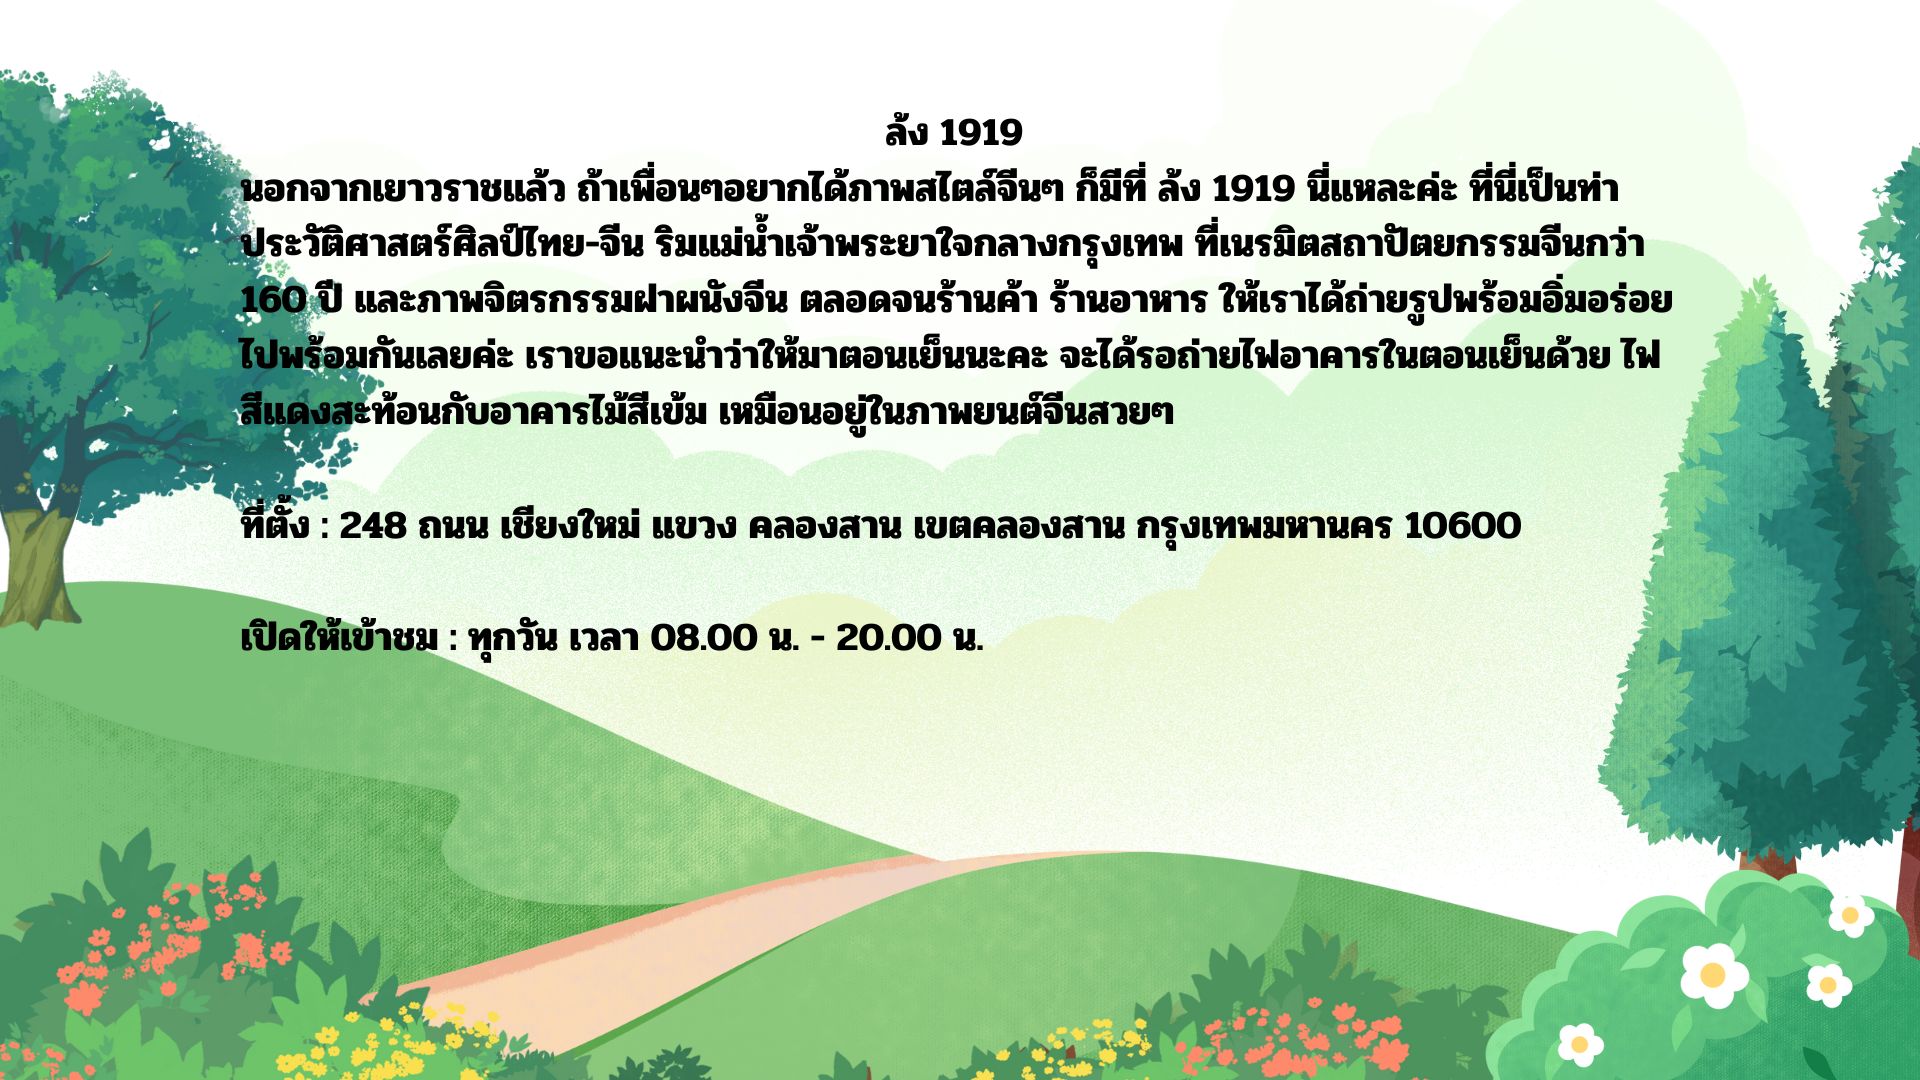 ล้ง 1919
นอกจากเยาวราชแล้ว ถ้าเพื่อนๆอยากได้ภาพสไตล์จีนๆ ก็มีที่ ล้ง 1919 นี่แหละค่ะ ที่นี่เป็นท่า
ประวัติศาสตร์ศิลป์ไทย-จีน ริมแม่น้ำเจ้าพระยาใจกลางกรุงเทพ ที่เนรมิตสถาปัตยกรรมจีนกว่า
160 ปี และภาพจิตรกรรมฝาผนังจีน ตลอดจนร้านค้า ร้านอาหาร ให้เราได้ถ่ายรูปพร้อมอิ่มอร่อย
ไปพร้อมกันเลยค่ะ เราขอแนะนำว่าให้มาตอนเย็นนะคะ จะได้รอถ่ายไฟอาคารในตอนเย็นด้วย ไฟ
สีแดงสะท้อนกับอาคารไม้สีเข้ม เหมือนอยู่ในภาพยนต์จีนสวยๆ
ที่ตั้ง : 248 ถนน เชียงใหม่ แขวง คลองสาน เขตคลองสาน กรุงเทพมหานคร 10600
เปิดให้เข้าชม : ทุกวัน เวลา 08.00 น. - 20.00 น.